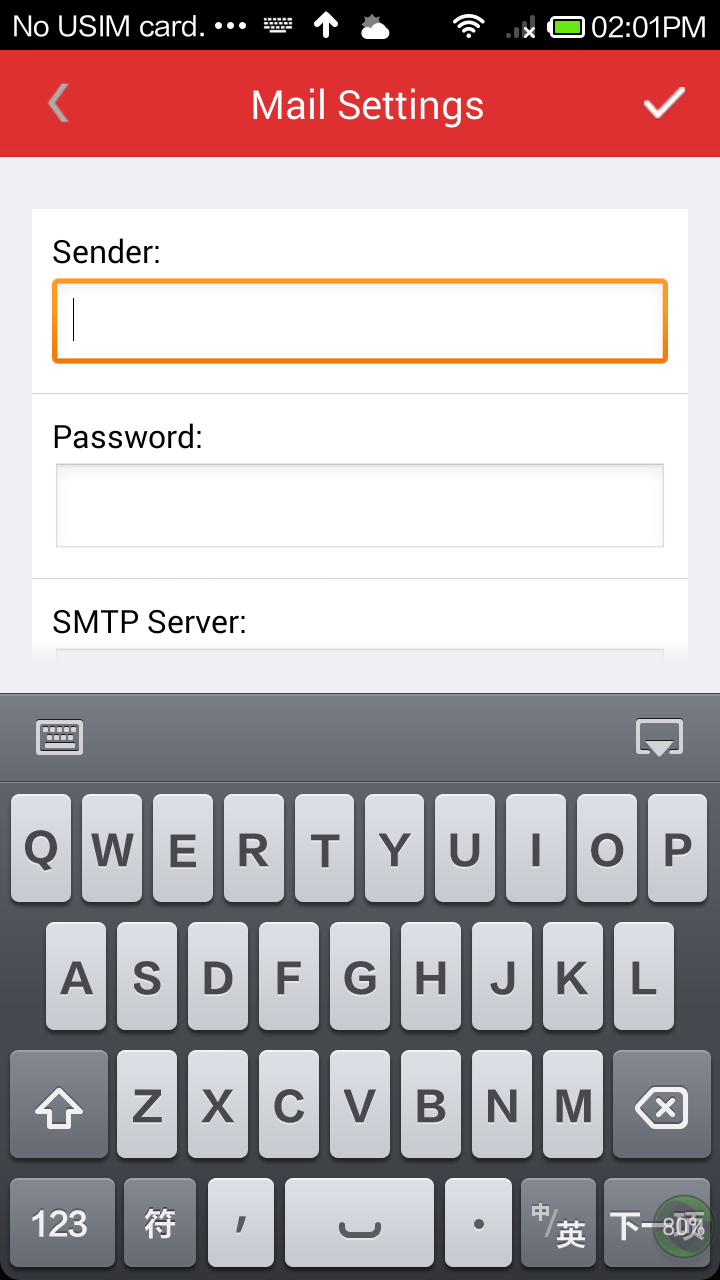 No USIM card. ••• 02:01PM
Mail Settings
Sender:
Password:
SMTP Server:
Q W E R T Y U I O P
A S D F G H J K L
Z X C V B N M
123 符 , . 中/英 下一项 80%